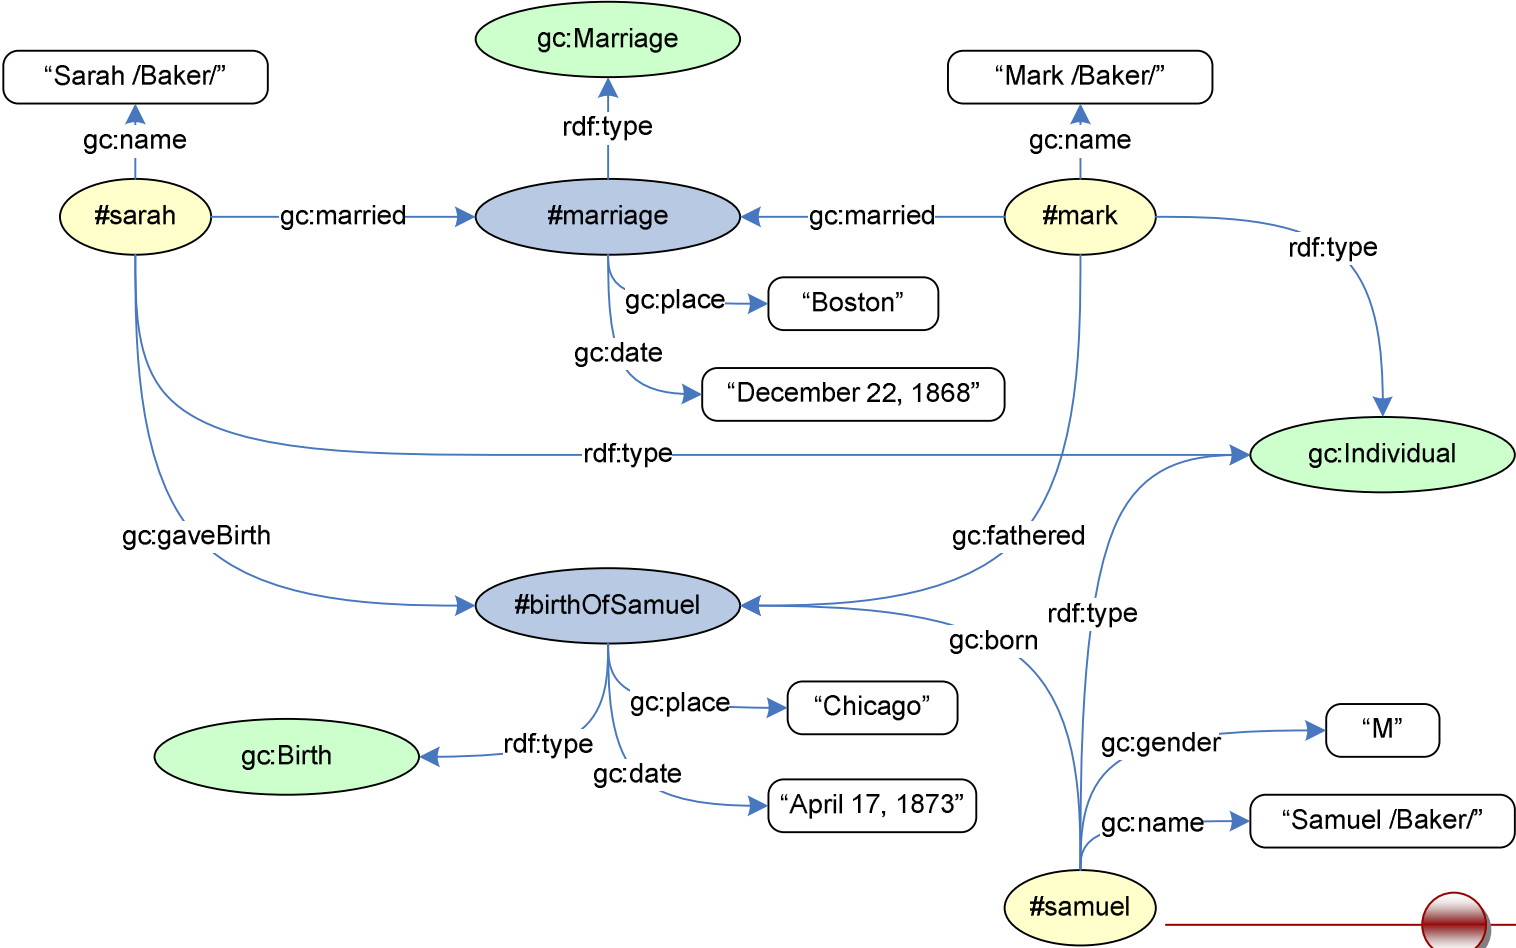 gc:Marriage
“Sarah /Baker/”
“Mark /Baker/”
gc:name
rdf:type
gc:name
#sarah
gc:married
#marriage
gc:married
#mark
rdf:type
gc:place
“Boston”
gc:date
“December 22, 1868”
rdf:type
gc:Individual
gc:gaveBirth
gc:fathered
#birthOfSamuel
rdf:type
gc:born
gc:place
“Chicago”
“M”
gc:Birth
rdf:type
gc:gender
gc:date
“April 17, 1873”
gc:name
“Samuel /Baker/”
#samuel